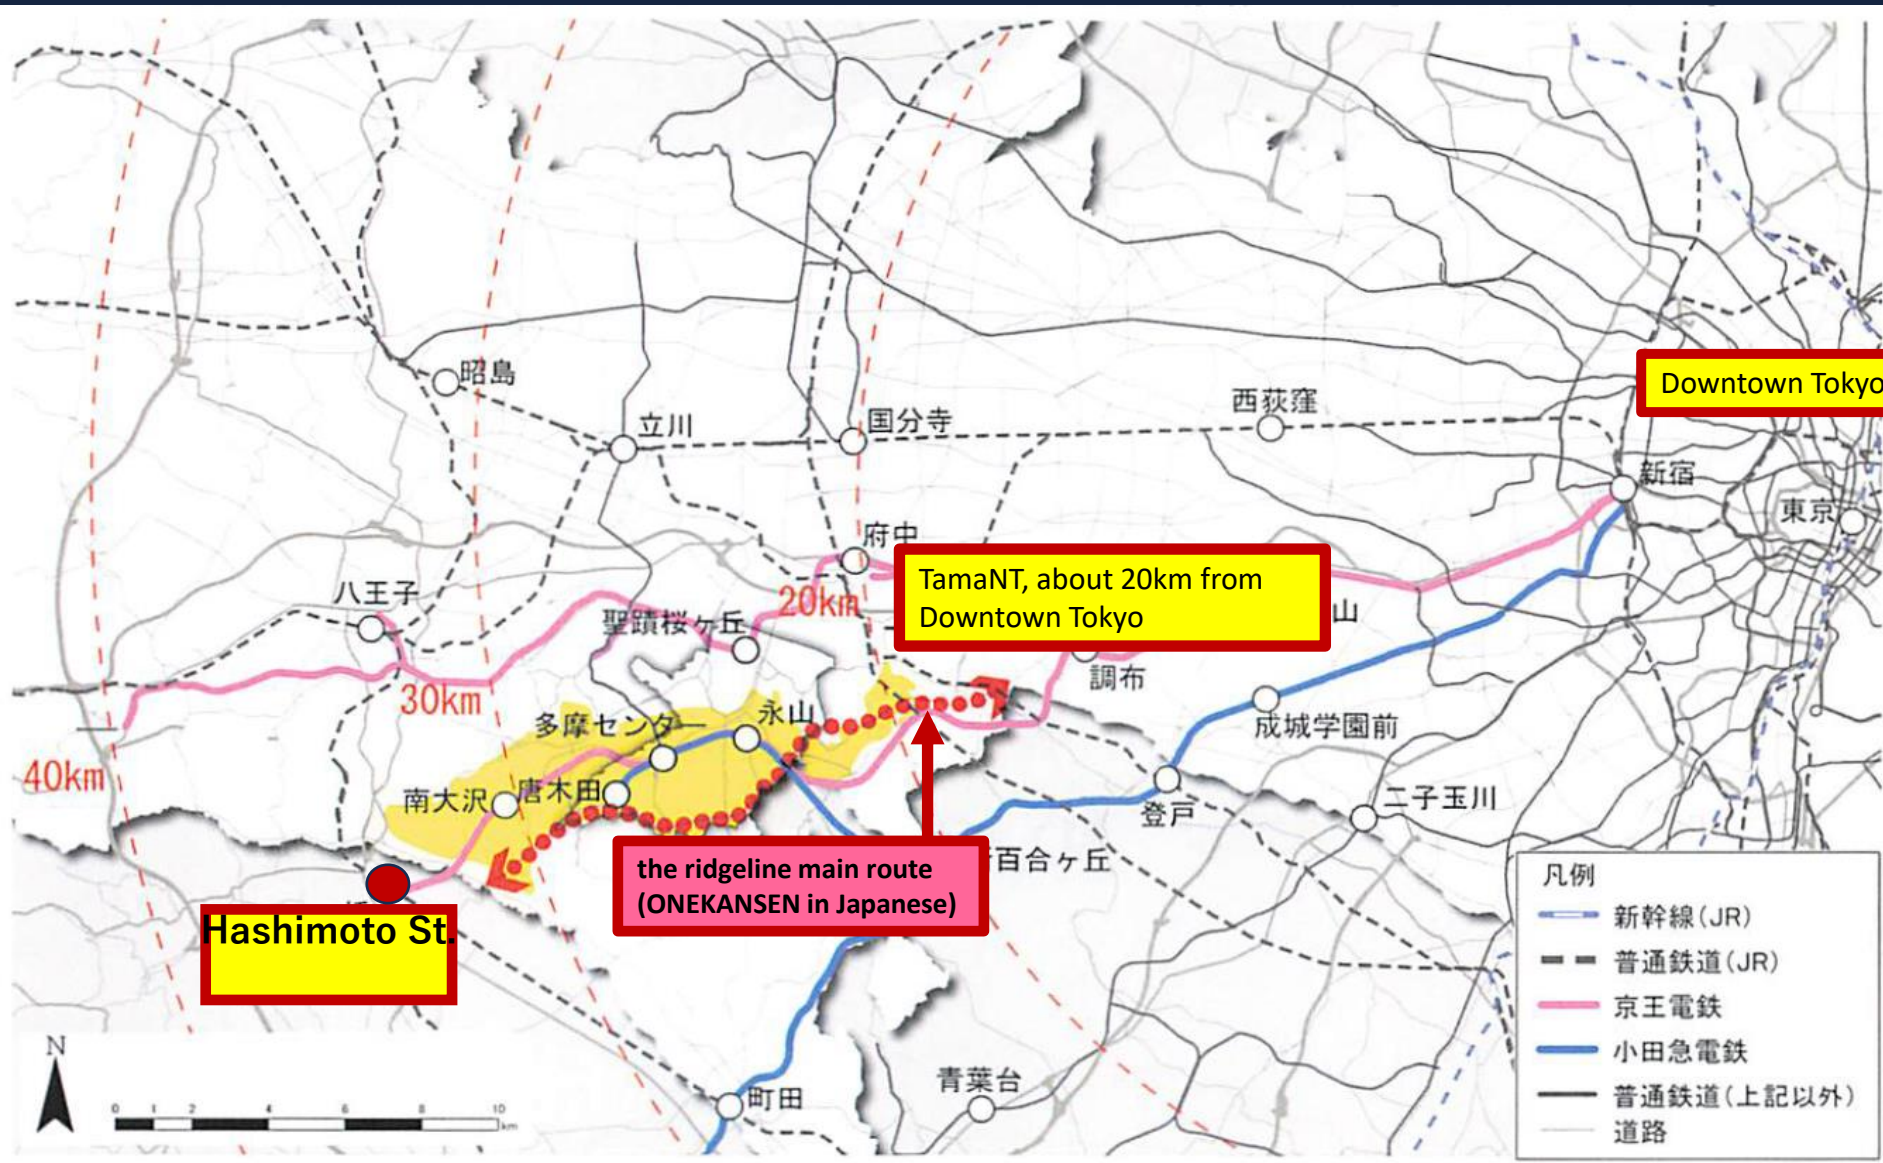 Downtown Tokyo
昭島
立川
国分寺
西荻窪
新宿
東京
府中
TamaNT, about 20km from
Downtown Tokyo
山
八王子
聖蹟桜ヶ丘
20km
調布
30km
多摩センター
永山
成城学園前
40km
南大沢
唐木田
登戸
二子玉川
the ridgeline main route
(ONEKANSEN in Japanese)
百合ヶ丘
Hashimoto St.
凡例
新幹線(JR)
普通鉄道(JR)
京王電鉄
小田急電鉄
普通鉄道(上記以外)
道路
N
0 1 2 4 6 8 10
km
町田
青葉台